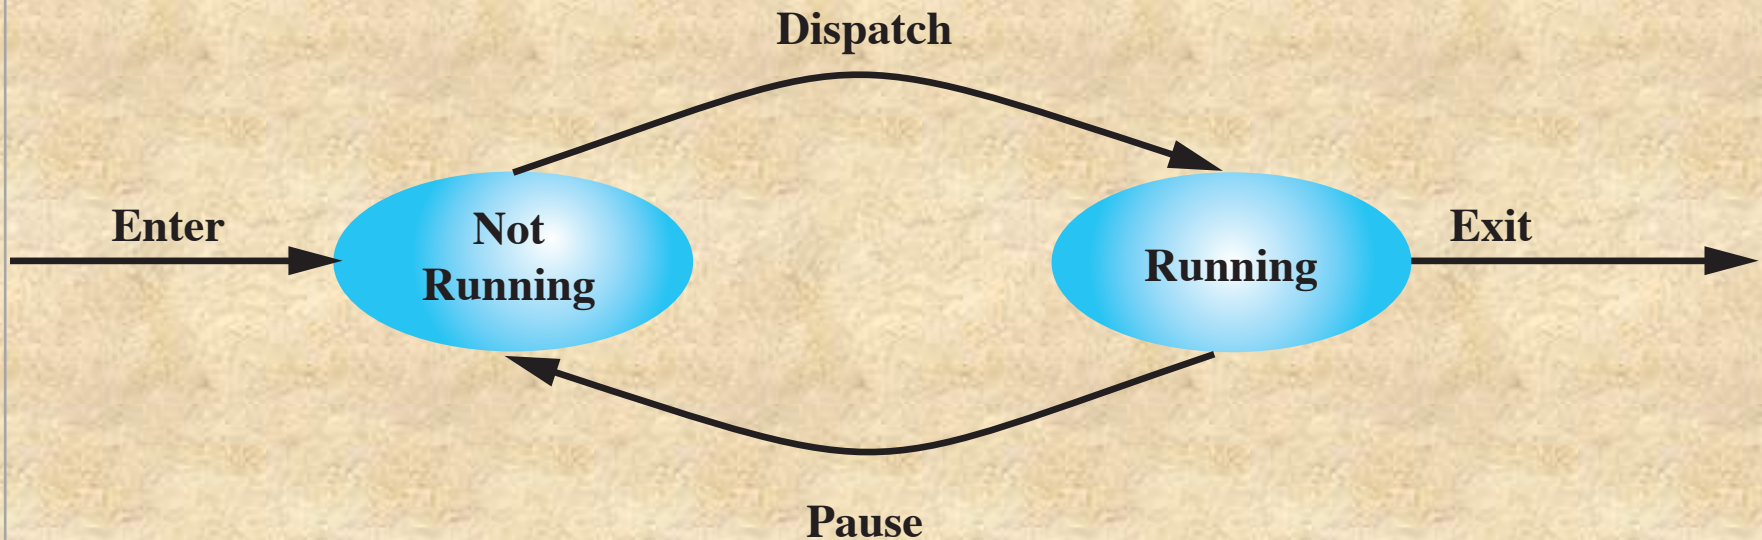 Dispatch
Enter
Not
Running
Running
Exit
Pause